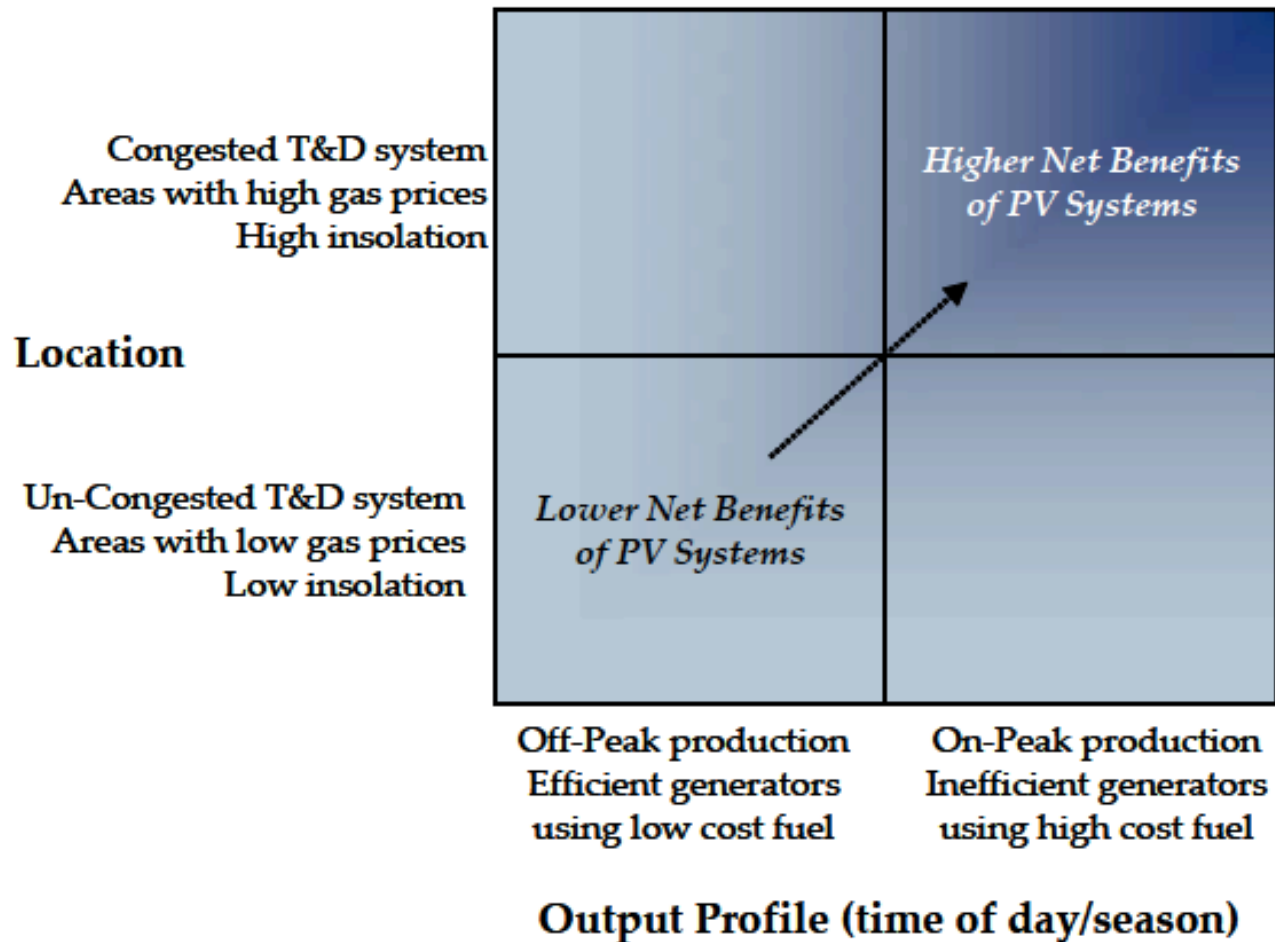 Congested T&D system
Areas with high gas prices
High insolation
Higher Net Benefits
of PV Systems
Location
Un-Congested T&D system
Areas with low gas prices
Low insolation
Lower Net Benefits
of PV Systems
Off-Peak production
Efficient generators
using low cost fuel
On-Peak production
Inefficient generators
using high cost fuel
Output Profile (time of day/season)